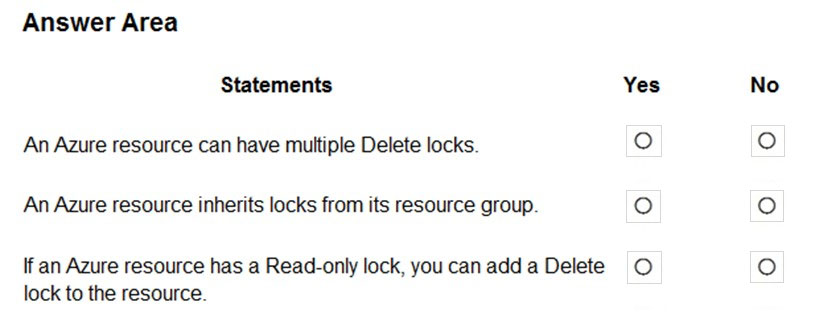 Answer Area
Statements Yes No
An Azure resource can have multiple Delete locks.
An Azure resource inherits locks from its resource group.
If an Azure resource has a Read-only lock, you can add a Delete
lock to the resource.